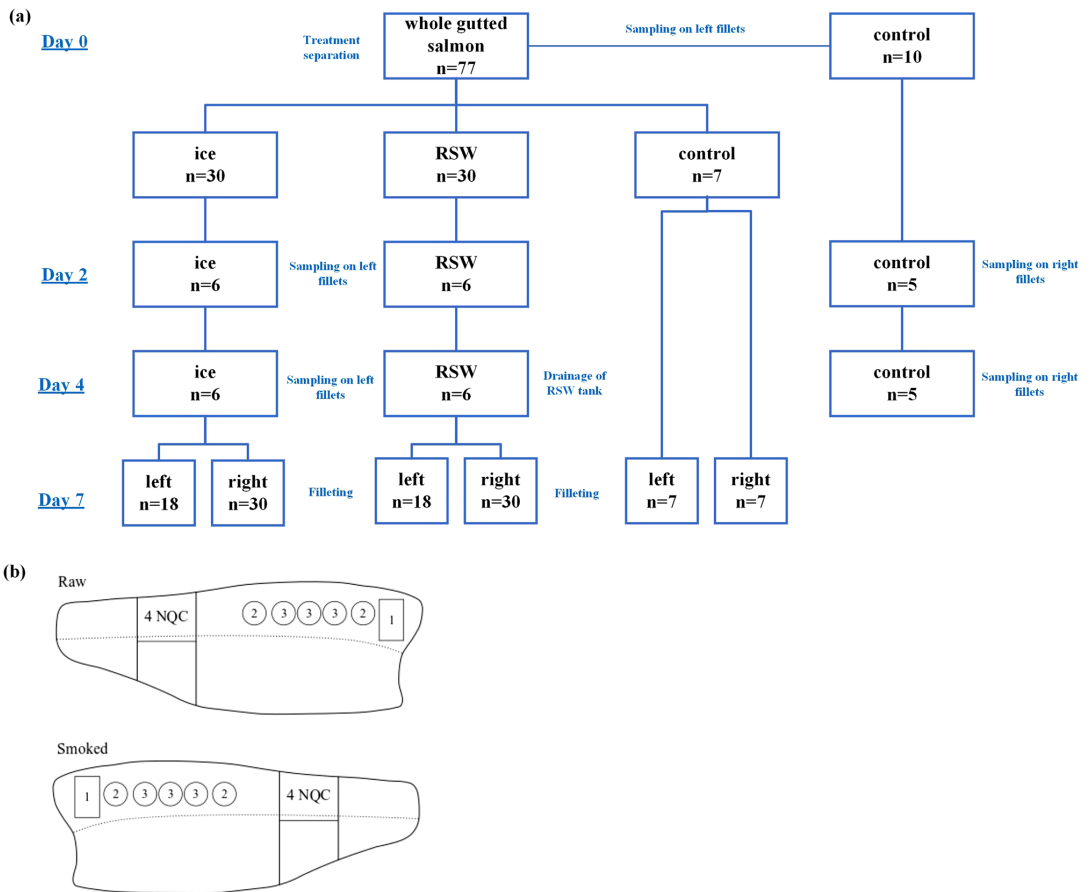 (a)
Day 0
Treatment
separation
whole gutted
salmon
n=77
Sampling on left fillets
control
n=10
ice
n=30
RSW
n=30
control
n=7
Day 2
ice
n=6
Sampling on left
fillets
RSW
n=6
control
n=5
Sampling on right
fillets
Day 4
ice
n=6
Sampling on left
fillets
RSW
n=6
Drainage of
RSW tank
control
n=5
Sampling on right
fillets
Day 7
left
n=18
right
n=30
Filleting
left
n=18
right
n=30
Filleting
left
n=7
right
n=7
(b)
Raw
4 NQC
2 3 3 3 2 1
Smoked
1 2 3 3 3 2
4 NQC